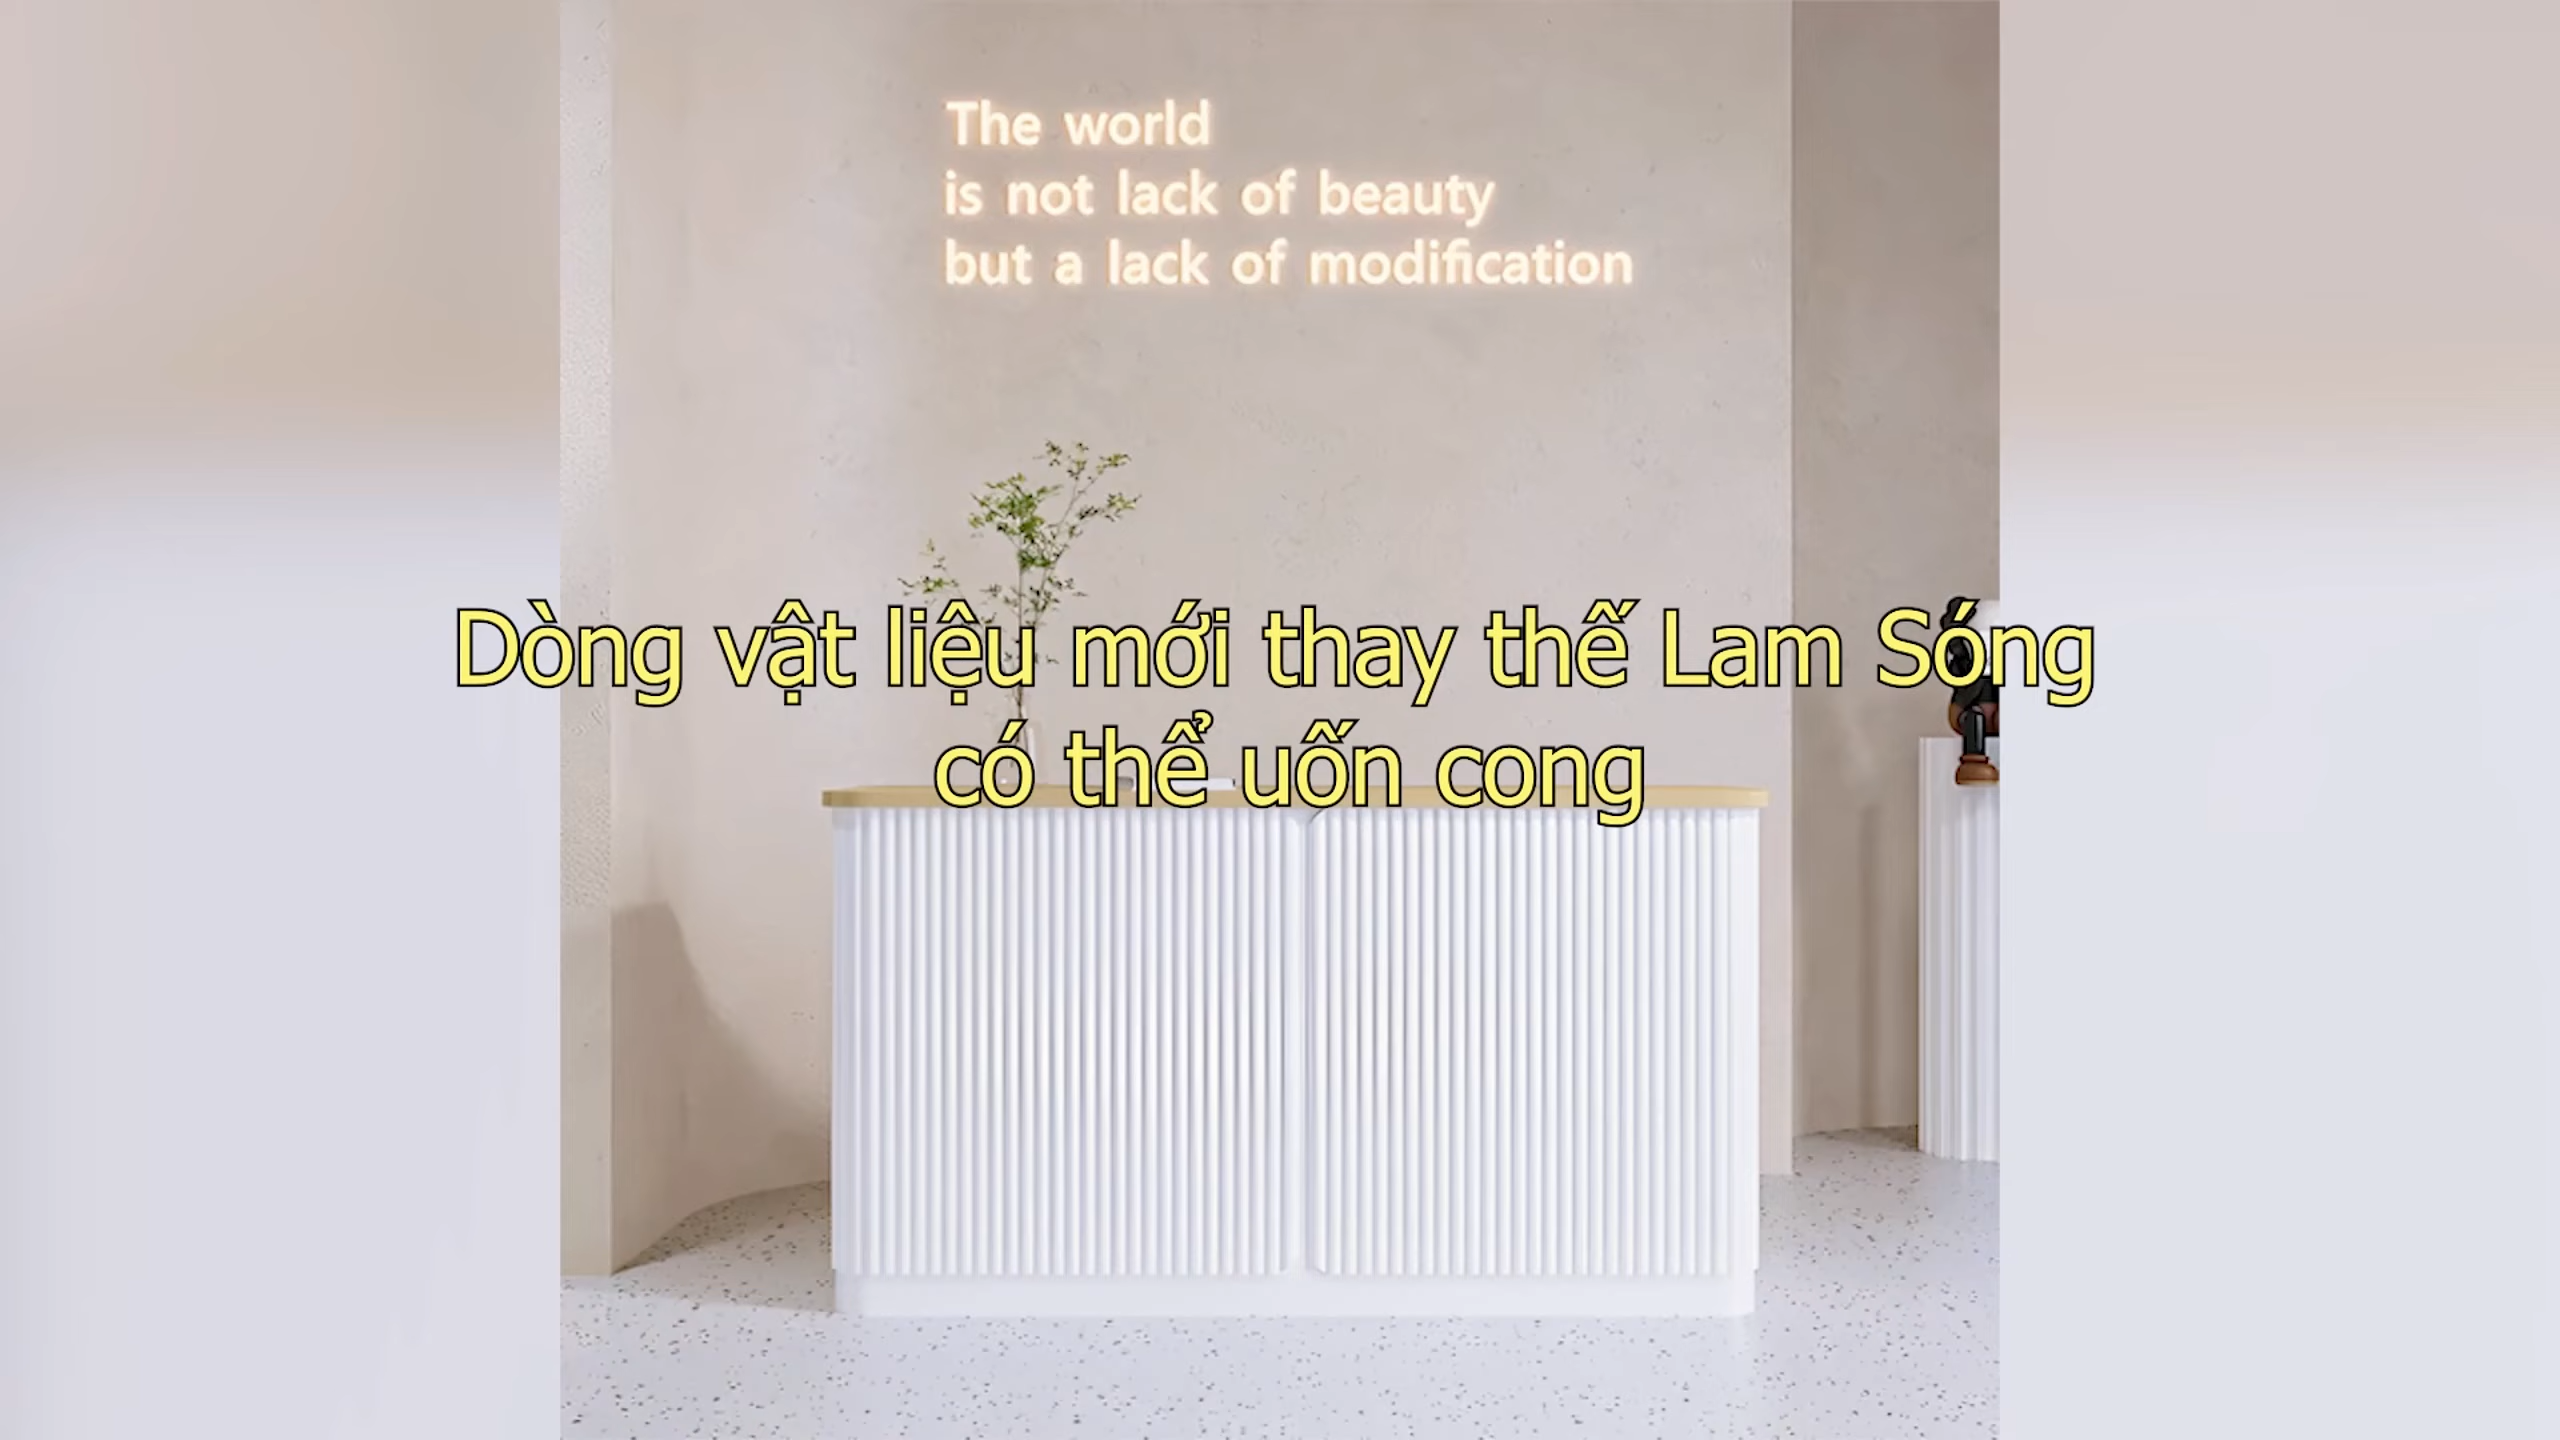 The world
is not lack of beauty
but a lack of modification
Dòng vật liệu mới thay thế Lam Sóng
có thể uốn cong